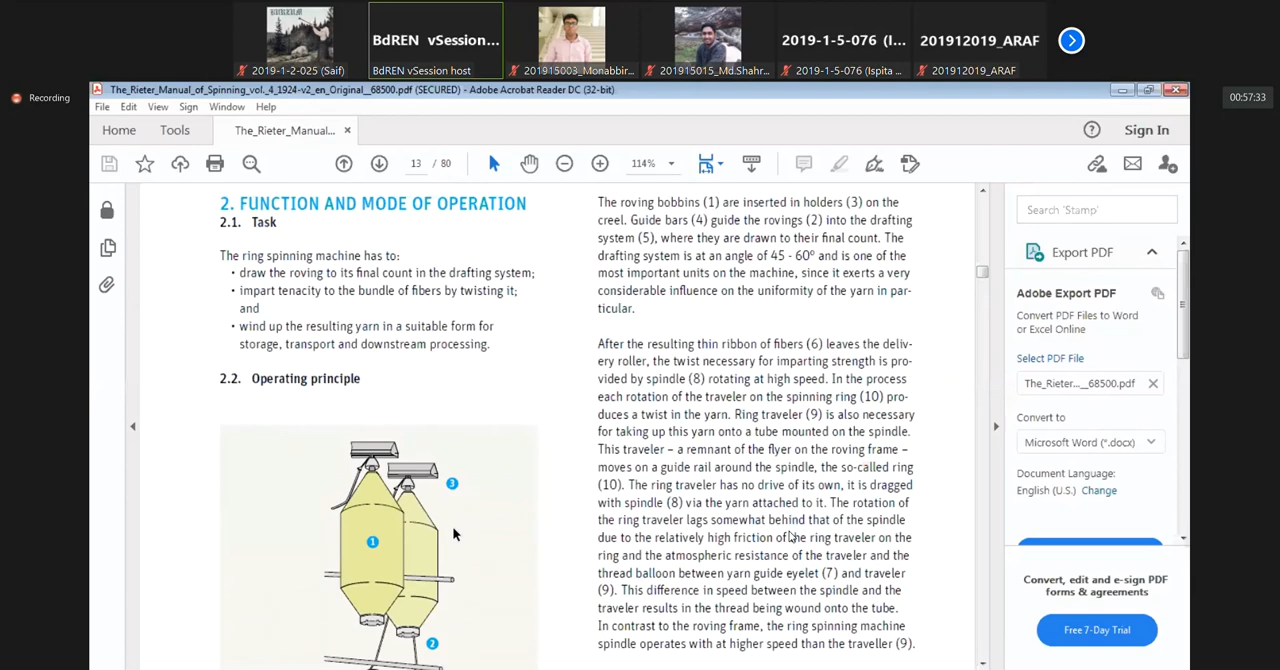 BURZUM
BdREN vSession...
2019-1-5-076 (I...
201912019_ARAF
2019-1-2-025 (Saif)
BdREN vSession host
201915003_Monabbir...
201915015_Md.Shahr...
2019-1-5-076 (Ispita ...
201912019_ARAF
Recording
00:57:33
The_Rieter_Manual_of_Spinning_vol._4_1924-v2_en_Original__68500.pdf (SECURED) - Adobe Acrobat Reader DC (32-bit)
File Edit View Sign Window Help
Home Tools The_Rieter_Manual... × Sign In
13 / 80 114%
2. FUNCTION AND MODE OF OPERATION
2.1. Task
The ring spinning machine has to:
• draw the roving to its final count in the drafting system;
• impart tenacity to the bundle of fibers by twisting it;
and
• wind up the resulting yarn in a suitable form for
storage, transport and downstream processing.
2.2. Operating principle
3
1
2
The roving bobbins (1) are inserted in holders (3) on the
creel. Guide bars (4) guide the rovings (2) into the drafting
system (5), where they are drawn to their final count. The
drafting system is at an angle of 45 - 60° and is one of the
most important units on the machine, since it exerts a very
considerable influence on the uniformity of the yarn in par-
ticular.
After the resulting thin ribbon of fibers (6) leaves the deliv-
ery roller, the twist necessary for imparting strength is pro-
vided by spindle (8) rotating at high speed. In the process
each rotation of the traveler on the spinning ring (10) pro-
duces a twist in the yarn. Ring traveler (9) is also necessary
for taking up this yarn onto a tube mounted on the spindle.
This traveler – a remnant of the flyer on the roving frame –
moves on a guide rail around the spindle, the so-called ring
(10). The ring traveler has no drive of its own, it is dragged
with spindle (8) via the yarn attached to it. The rotation of
the ring traveler lags somewhat behind that of the spindle
due to the relatively high friction of the ring traveler on the
ring and the atmospheric resistance of the traveler and the
thread balloon between yarn guide eyelet (7) and traveler
(9). This difference in speed between the spindle and the
traveler results in the thread being wound onto the tube.
In contrast to the roving frame, the ring spinning machine
spindle operates with at higher speed than the traveller (9).
Search 'Stamp'
Export PDF
Adobe Export PDF
Convert PDF Files to Word
or Excel Online
Select PDF File
The_Rieter_...__68500.pdf ×
Convert to
Microsoft Word (*.docx)
Document Language:
English (U.S.) Change
Convert, edit and e-sign PDF
forms & agreements
Free 7-Day Trial